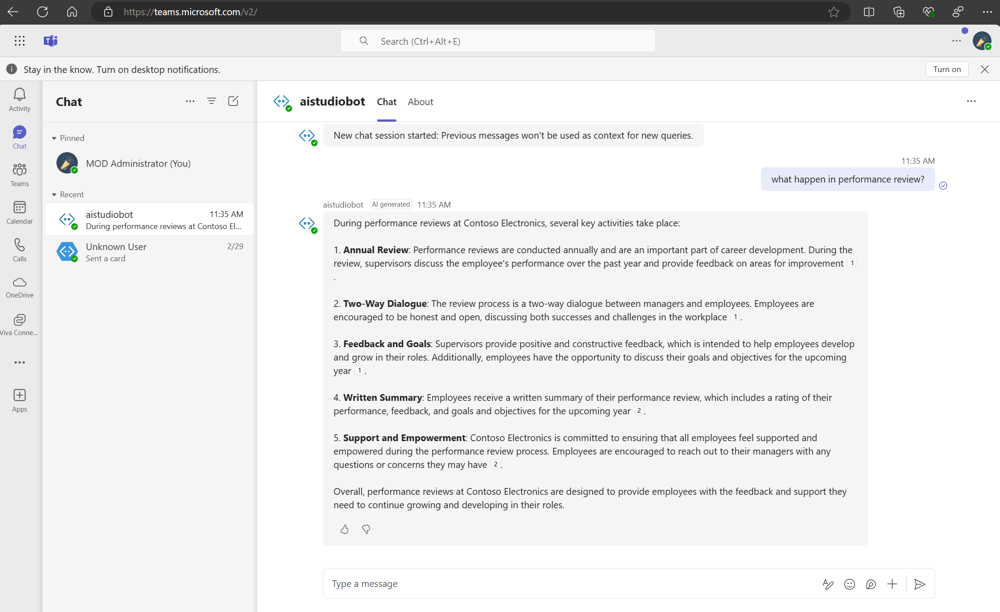 https://teams.microsoft.com/v2/
Search (Ctrl+Alt+E)
Stay in the know. Turn on desktop notifications.
Turn on
Activity
Chat
Teams
Calendar
Calls
OneDrive
Viva Conne...
Apps
Chat
Pinned
MOD Administrator (You)
Recent
aistudiobot 11:35 AM
During performance reviews at Contoso El...
Unknown User 2/29
Sent a card
aistudiobot Chat About
New chat session started: Previous messages won't be used as context for new queries.
11:35 AM
what happen in performance review?
aistudiobot AI generated 11:35 AM
During performance reviews at Contoso Electronics, several key activities take place:
1. Annual Review: Performance reviews are conducted annually and are an important part of career development. During the
review, supervisors discuss the employee's performance over the past year and provide feedback on areas for improvement 1
.
2. Two-Way Dialogue: The review process is a two-way dialogue between managers and employees. Employees are
encouraged to be honest and open, discussing both successes and challenges in the workplace 1.
3. Feedback and Goals: Supervisors provide positive and constructive feedback, which is intended to help employees develop
and grow in their roles. Additionally, employees have the opportunity to discuss their goals and objectives for the upcoming
year 1.
4. Written Summary: Employees receive a written summary of their performance review, which includes a rating of their
performance, feedback, and goals and objectives for the upcoming year 2.
5. Support and Empowerment: Contoso Electronics is committed to ensuring that all employees feel supported and
empowered during the performance review process. Employees are encouraged to reach out to their managers with any
questions or concerns they may have 2.
Overall, performance reviews at Contoso Electronics are designed to provide employees with the feedback and support they
need to continue growing and developing in their roles.
Type a message